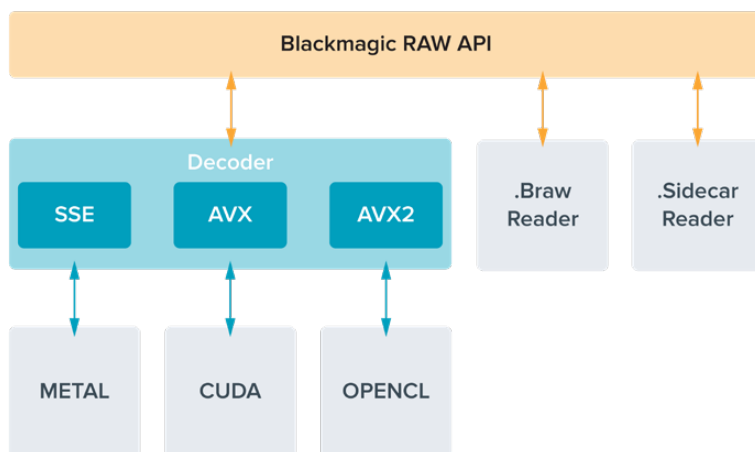 Blackmagic RAW API
Decoder
SSE
AVX
AVX2
.Braw
Reader
.Sidecar
Reader
METAL
CUDA
OPENCL